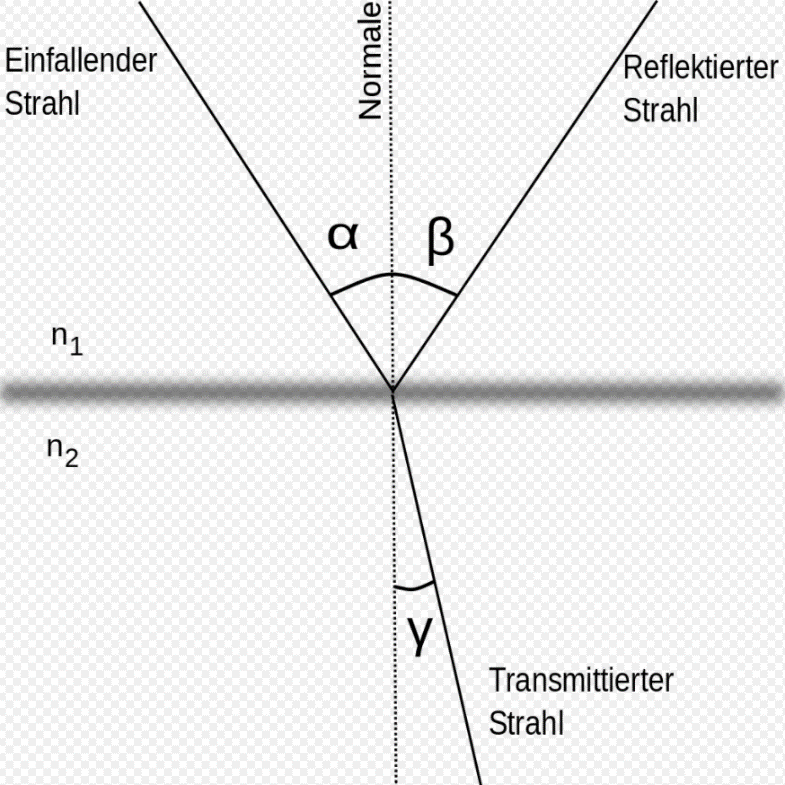 Einfallender
Strahl
Normale
Reflektierter
Strahl
α
β
n₁
n₂
γ
Transmittierter
Strahl